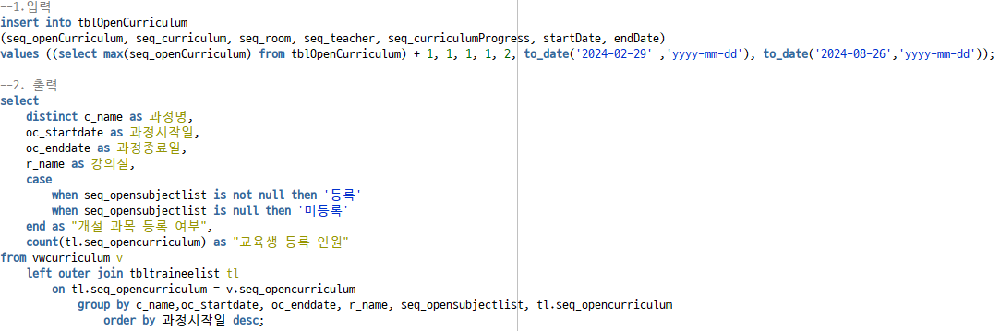 --1.입력
insert into tblOpenCurriculum
(seq_openCurriculum, seq_curriculum, seq_room, seq_teacher, seq_curriculumProgress, startDate, endDate)
values ((select max(seq_openCurriculum) from tblOpenCurriculum) + 1, 1, 1, 1, 2, to_date('2024-02-29' ,'yyyy-mm-dd'), to_date('2024-08-26','yyyy-mm-dd'));
--2. 출력
select
distinct c_name as 과정명,
oc_startdate as 과정시작일,
oc_enddate as 과정종료일,
r_name as 강의실,
case
when seq_opensubjectlist is not null then '등록'
when seq_opensubjectlist is null then '미등록'
end as "개설 과목 등록 여부",
count(tl.seq_opencurriculum) as "교육생 등록 인원"
from vwcurriculum v
left outer join tbltraineelist tl
on tl.seq_opencurriculum = v.seq_opencurriculum
group by c_name,oc_startdate, oc_enddate, r_name, seq_opensubjectlist, tl.seq_opencurriculum
order by 과정시작일 desc;